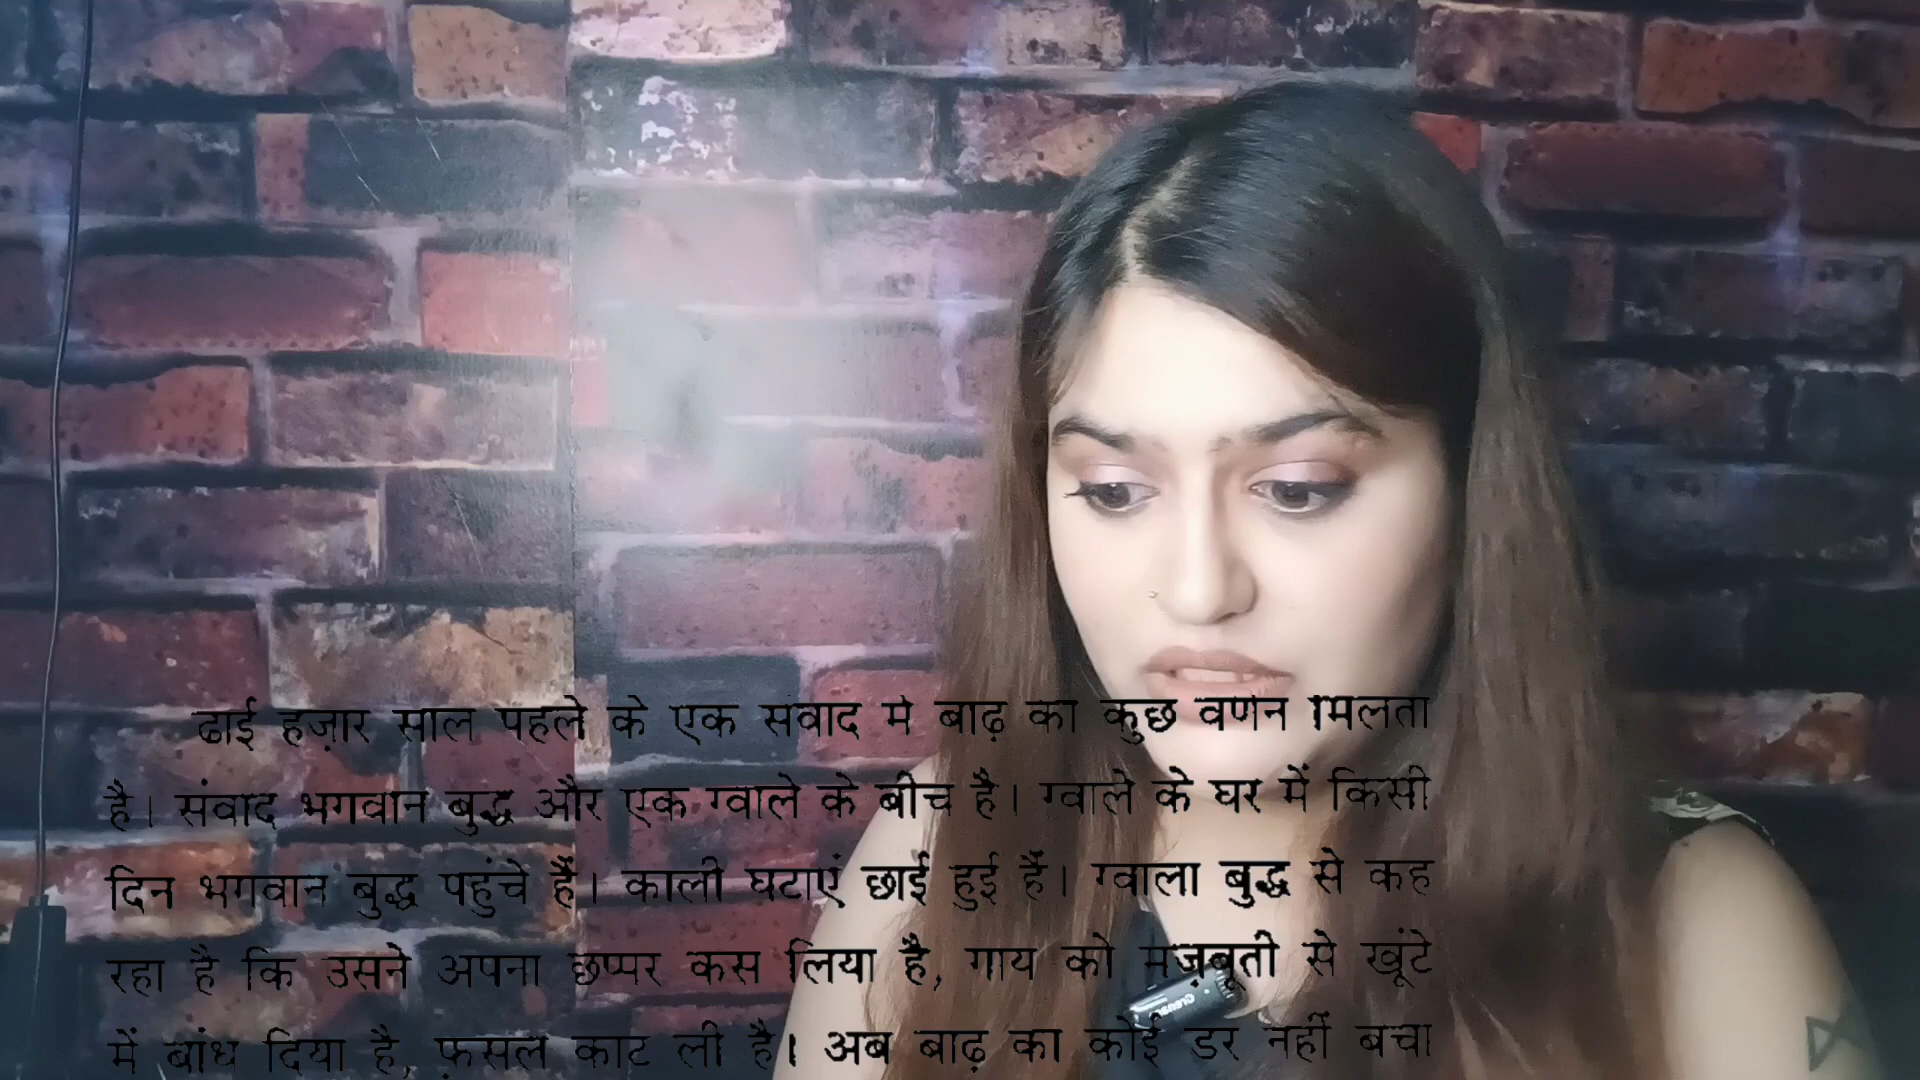 ढाई हज़ार साल पहले के एक संवाद में बाढ़ का कुछ वर्णन मिलता
है। संवाद भगवान बुद्ध और एक ग्वाले के बीच है। ग्वाले के घर में किसी
दिन भगवान बुद्ध पहुंचे हैं। काली घटाएं छाई हुई हैं। ग्वाला बुद्ध से कह
रहा है कि उसने अपना छप्पर कस लिया है, गाय को मज़बूती से खूंटे
में बांध दिया है, फ़सल काट ली है। अब बाढ़ का कोई डर नहीं बचा